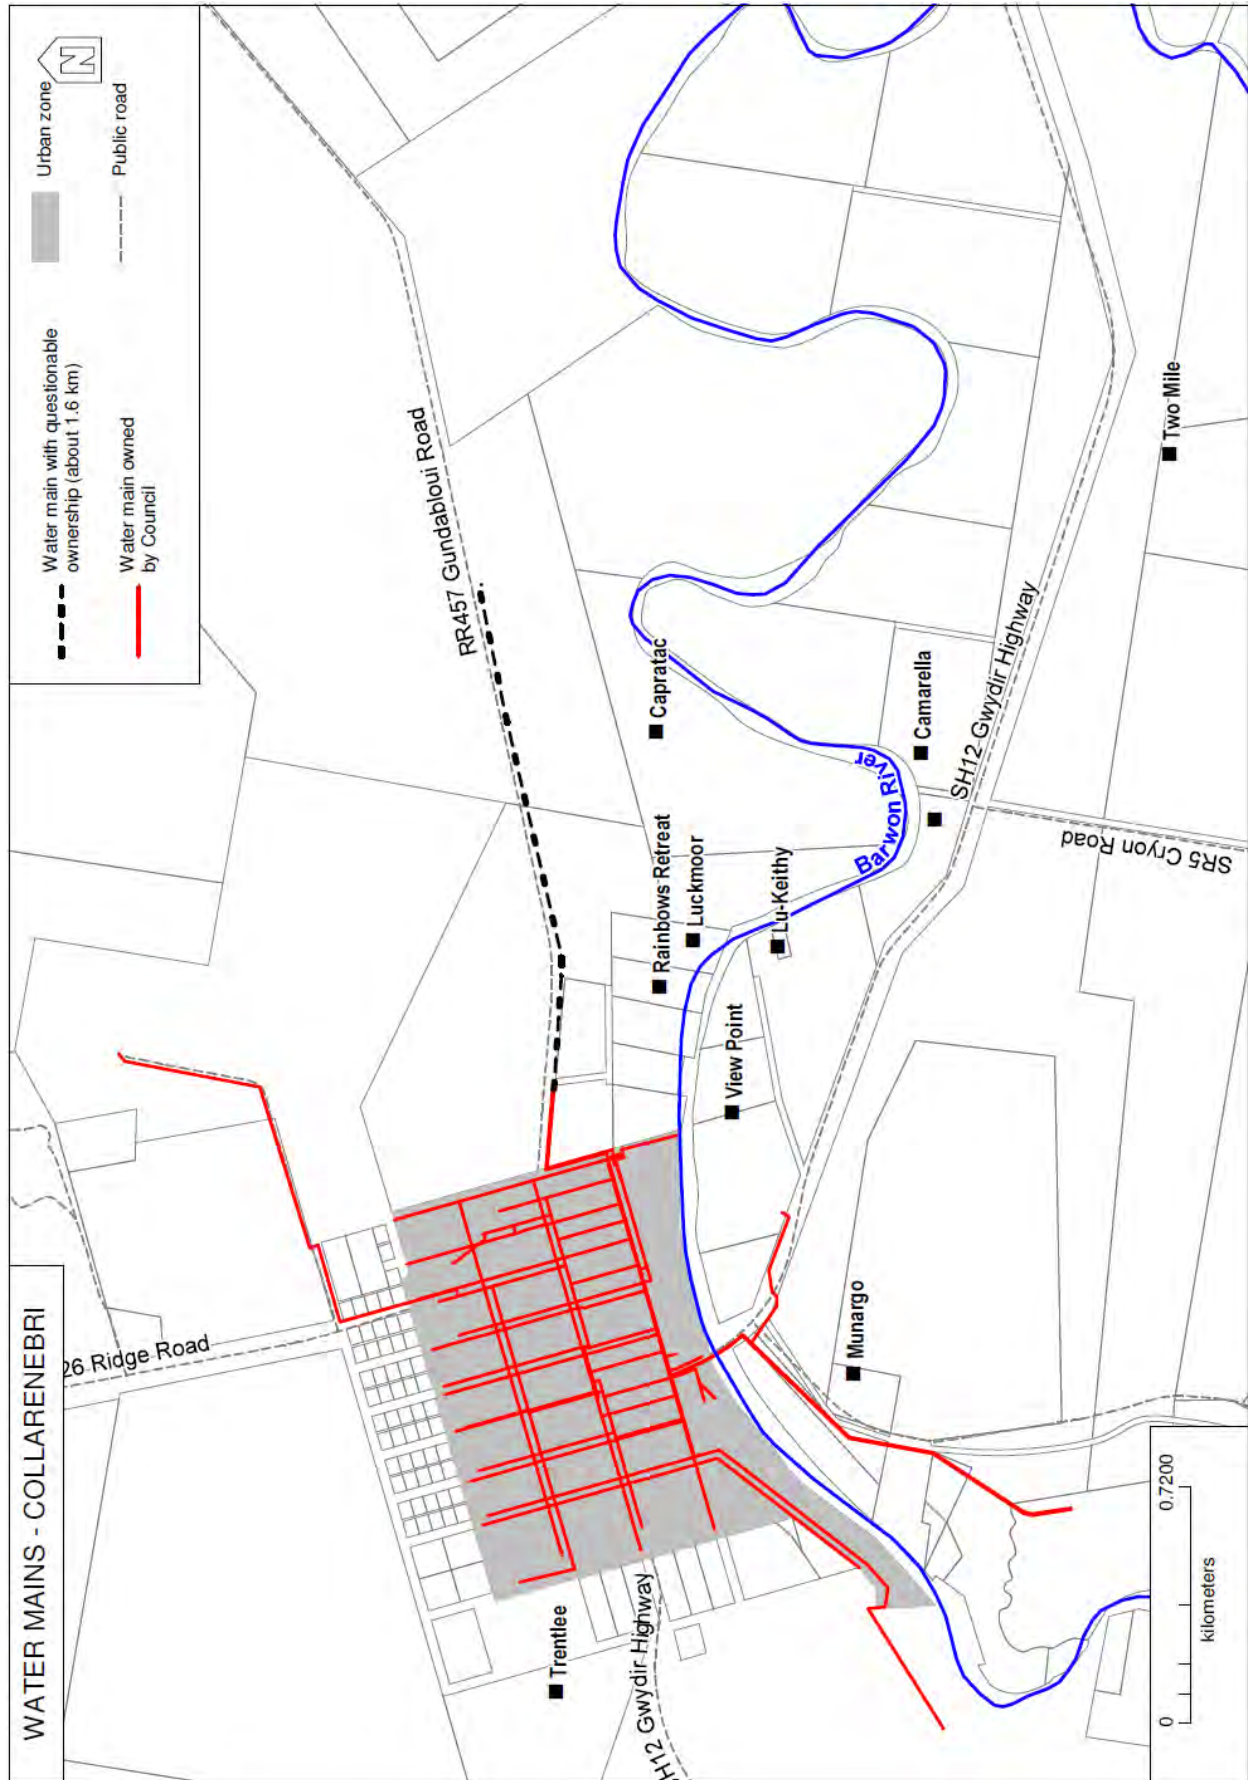 WATER MAINS - COLLARENEBRI
Water main with questionable
ownership (about 1.6 km)
Water main owned
by Council
Urban zone
Public road
N
26 Ridge Road
RR457 Gundabloui Road
Trentlee
SH12 Gwydir Highway
Rainbows Retreat
Luckmoor
Capratac
View Point
Lu-Keithy
Barwon River
Camarella
SH12 Gwydir Highway
Munargo
SR5 Cryon Road
Two Mile
0
0.7200
kilometers